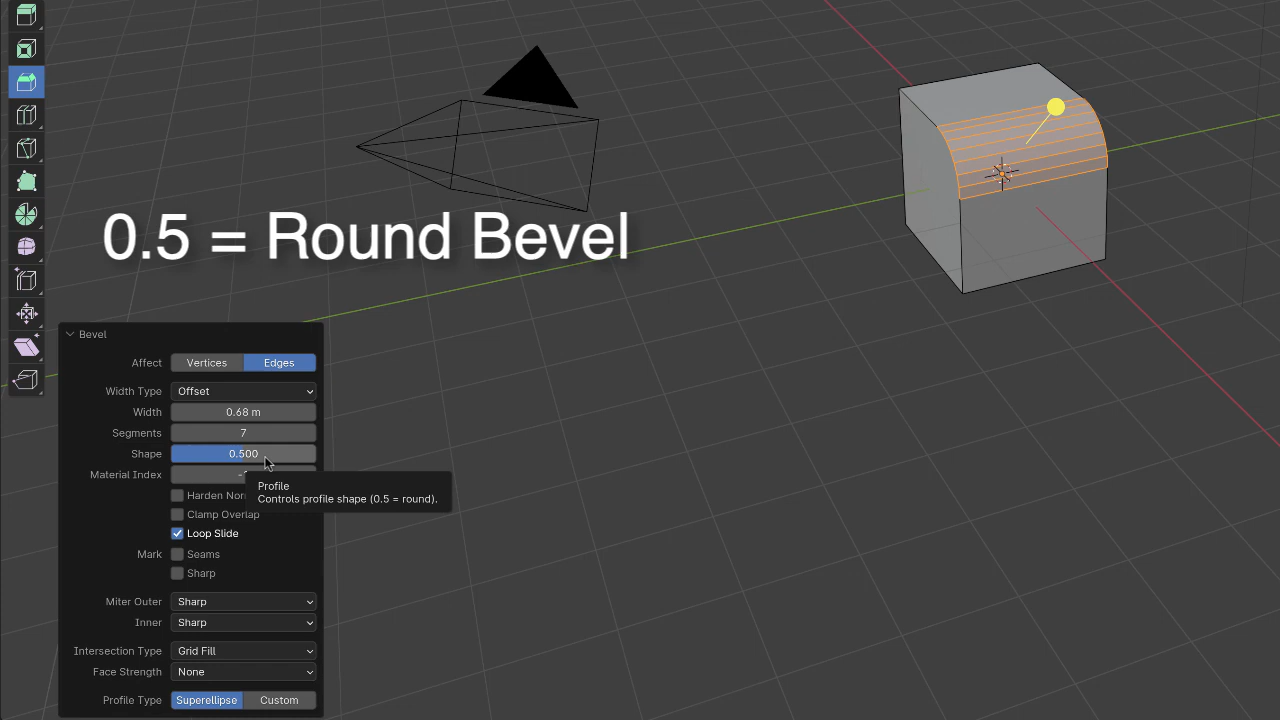 0.5 = Round Bevel
Bevel
Affect Vertices Edges
Width Type Offset
Width 0.68 m
Segments 7
Shape 0.500
Material Index
Profile
Controls profile shape (0.5 = round).
Harden
Clamp Overlap
Loop Slide
Mark Seams
Sharp
Miter Outer Sharp
Inner Sharp
Intersection Type Grid Fill
Face Strength None
Profile Type Superellipse Custom